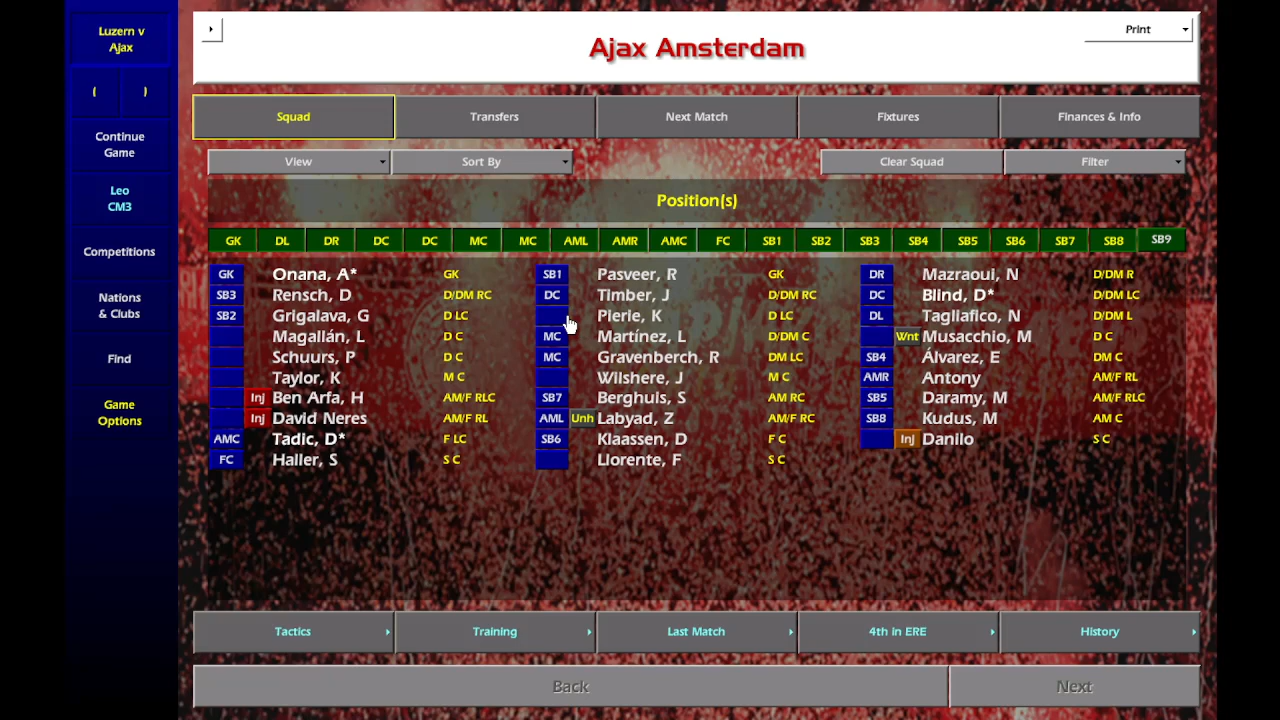 Luzern v
Ajax
( )
Continue
Game
Leo
CM3
Competitions
Nations
& Clubs
Find
Game
Options
Print
Ajax Amsterdam
Squad Transfers Next Match Fixtures Finances & Info
View Sort By Clear Squad Filter
Position(s)
GK DL DR DC DC MC MC AML AMR AMC FC SB1 SB2 SB3 SB4 SB5 SB6 SB7 SB8 SB9
GK Onana, A* GK SB1 Pasveer, R GK DR Mazraoui, N D/DM R
SB3 Rensch, D D/DM RC DC Timber, J D/DM RC DC Blind, D* D/DM LC
SB2 Grigalava, G D LC Pierie, K D LC DL Tagliafico, N D/DM L
Magallán, L D C MC Martínez, L D/DM C Wnt Musacchio, M D C
Schuurs, P D C MC Gravenberch, R DM LC SB4 Álvarez, E DM C
Taylor, K M C Wilshere, J M C AMR Antony AM/F RL
Inj Ben Arfa, H AM/F RLC SB7 Berghuis, S AM RC SB5 Daramy, M AM/F RLC
Inj David Neres AM/F RL AML Unh Labyad, Z AM/F RC SB8 Kudus, M AM C
AMC Tadic, D* F LC SB6 Klaassen, D F C Inj Danilo S C
FC Haller, S S C Llorente, F S C
Tactics Training Last Match 4th in ERE History
Back Next